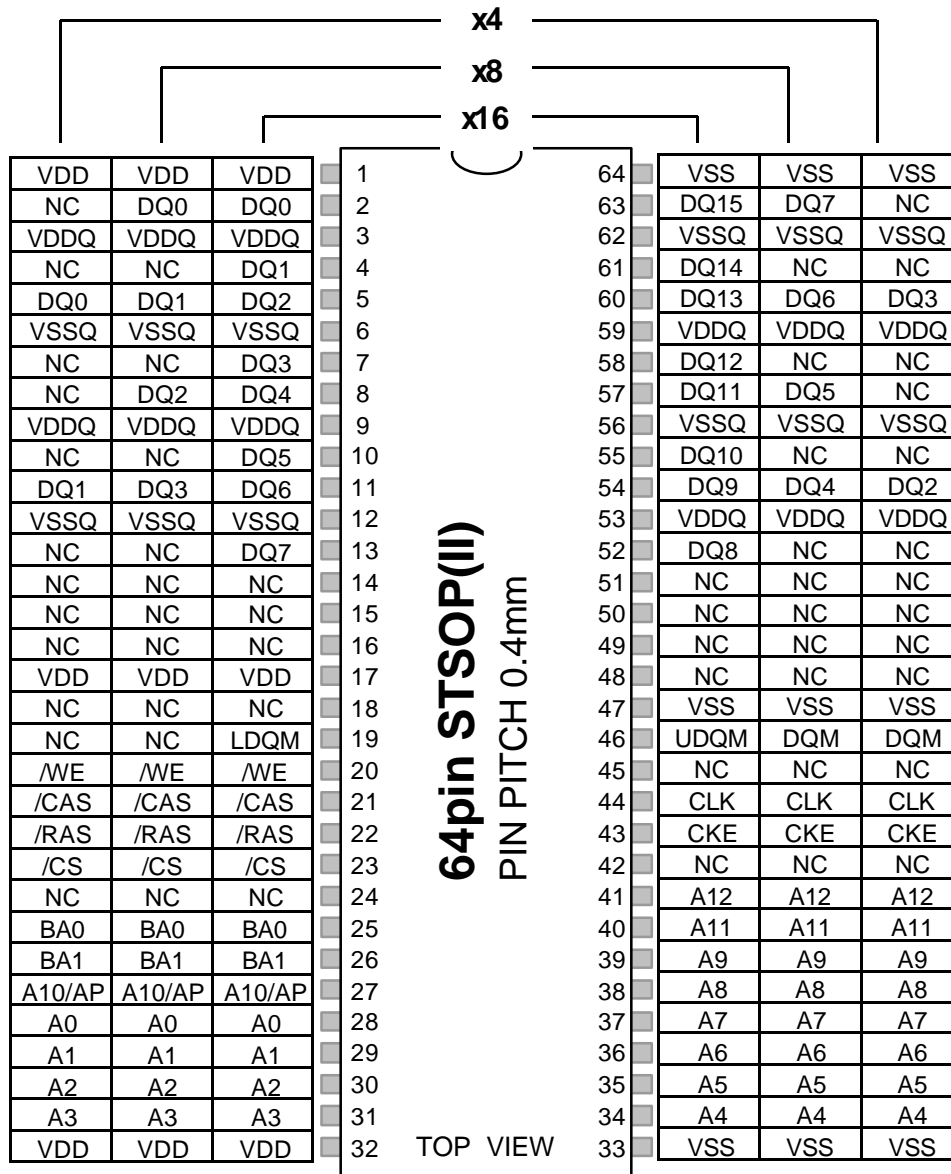 x4
x8
x16
VDD VDD VDD 1 64 VSS VSS VSS
NC DQ0 DQ0 2 63 DQ15 DQ7 NC
VDDQ VDDQ VDDQ 3 62 VSSQ VSSQ VSSQ
NC NC DQ1 4 61 DQ14 NC NC
DQ0 DQ1 DQ2 5 60 DQ13 DQ6 DQ3
VSSQ VSSQ VSSQ 6 59 VDDQ VDDQ VDDQ
NC NC DQ3 7 58 DQ12 NC NC
NC DQ2 DQ4 8 57 DQ11 DQ5 NC
VDDQ VDDQ VDDQ 9 56 VSSQ VSSQ VSSQ
NC NC DQ5 10 55 DQ10 NC NC
DQ1 DQ3 DQ6 11 54 DQ9 DQ4 DQ2
VSSQ VSSQ VSSQ 12 53 VDDQ VDDQ VDDQ
NC NC DQ7 13 52 DQ8 NC NC
NC NC NC 14 51 NC NC NC
NC NC NC 15 50 NC NC NC
NC NC NC 16 49 NC NC NC
VDD VDD VDD 17 48 NC NC NC
NC NC NC 18 47 VSS VSS VSS
NC NC LDQM 19 46 UDQM DQM DQM
/WE /WE /WE 20 45 NC NC NC
/CAS /CAS /CAS 21 44 CLK CLK CLK
/RAS /RAS /RAS 22 43 CKE CKE CKE
/CS /CS /CS 23 42 NC NC NC
NC NC NC 24 41 A12 A12 A12
BA0 BA0 BA0 25 40 A11 A11 A11
BA1 BA1 BA1 26 39 A9 A9 A9
A10/AP A10/AP A10/AP 27 38 A8 A8 A8
A0 A0 A0 28 37 A7 A7 A7
A1 A1 A1 29 36 A6 A6 A6
A2 A2 A2 30 35 A5 A5 A5
A3 A3 A3 31 34 A4 A4 A4
VDD VDD VDD 32 TOP VIEW 33 VSS VSS VSS
64pin STSOP(II)
PIN PITCH 0.4mm